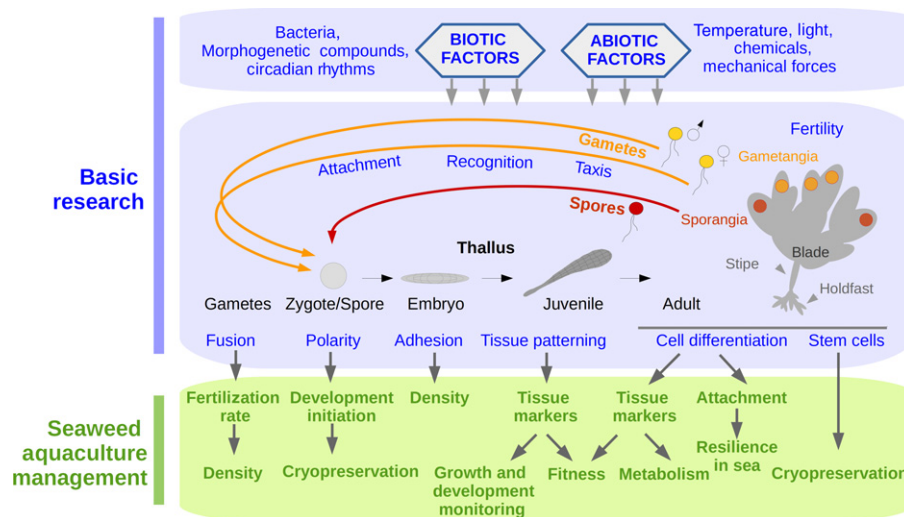 Bacteria,
Morphogenetic compounds,
circadian rhythms
BIOTIC
FACTORS
ABIOTIC
FACTORS
Temperature, light,
chemicals,
mechanical forces
Basic
research
Gametes
Fertility
Attachment
Recognition
Taxis
Gametangia
Spores
Sporangia
Thallus
Blade
Stipe
Holdfast
Gametes
Zygote/Spore
Embryo
Juvenile
Adult
Fusion
Polarity
Adhesion
Tissue patterning
Cell differentiation
Stem cells
Seaweed
aquaculture
management
Fertilization
rate
Development
initiation
Density
Tissue
markers
Tissue
markers
Attachment
Density
Cryopreservation
Growth and
development
monitoring
Fitness
Metabolism
Resilience
in sea
Cryopreservation